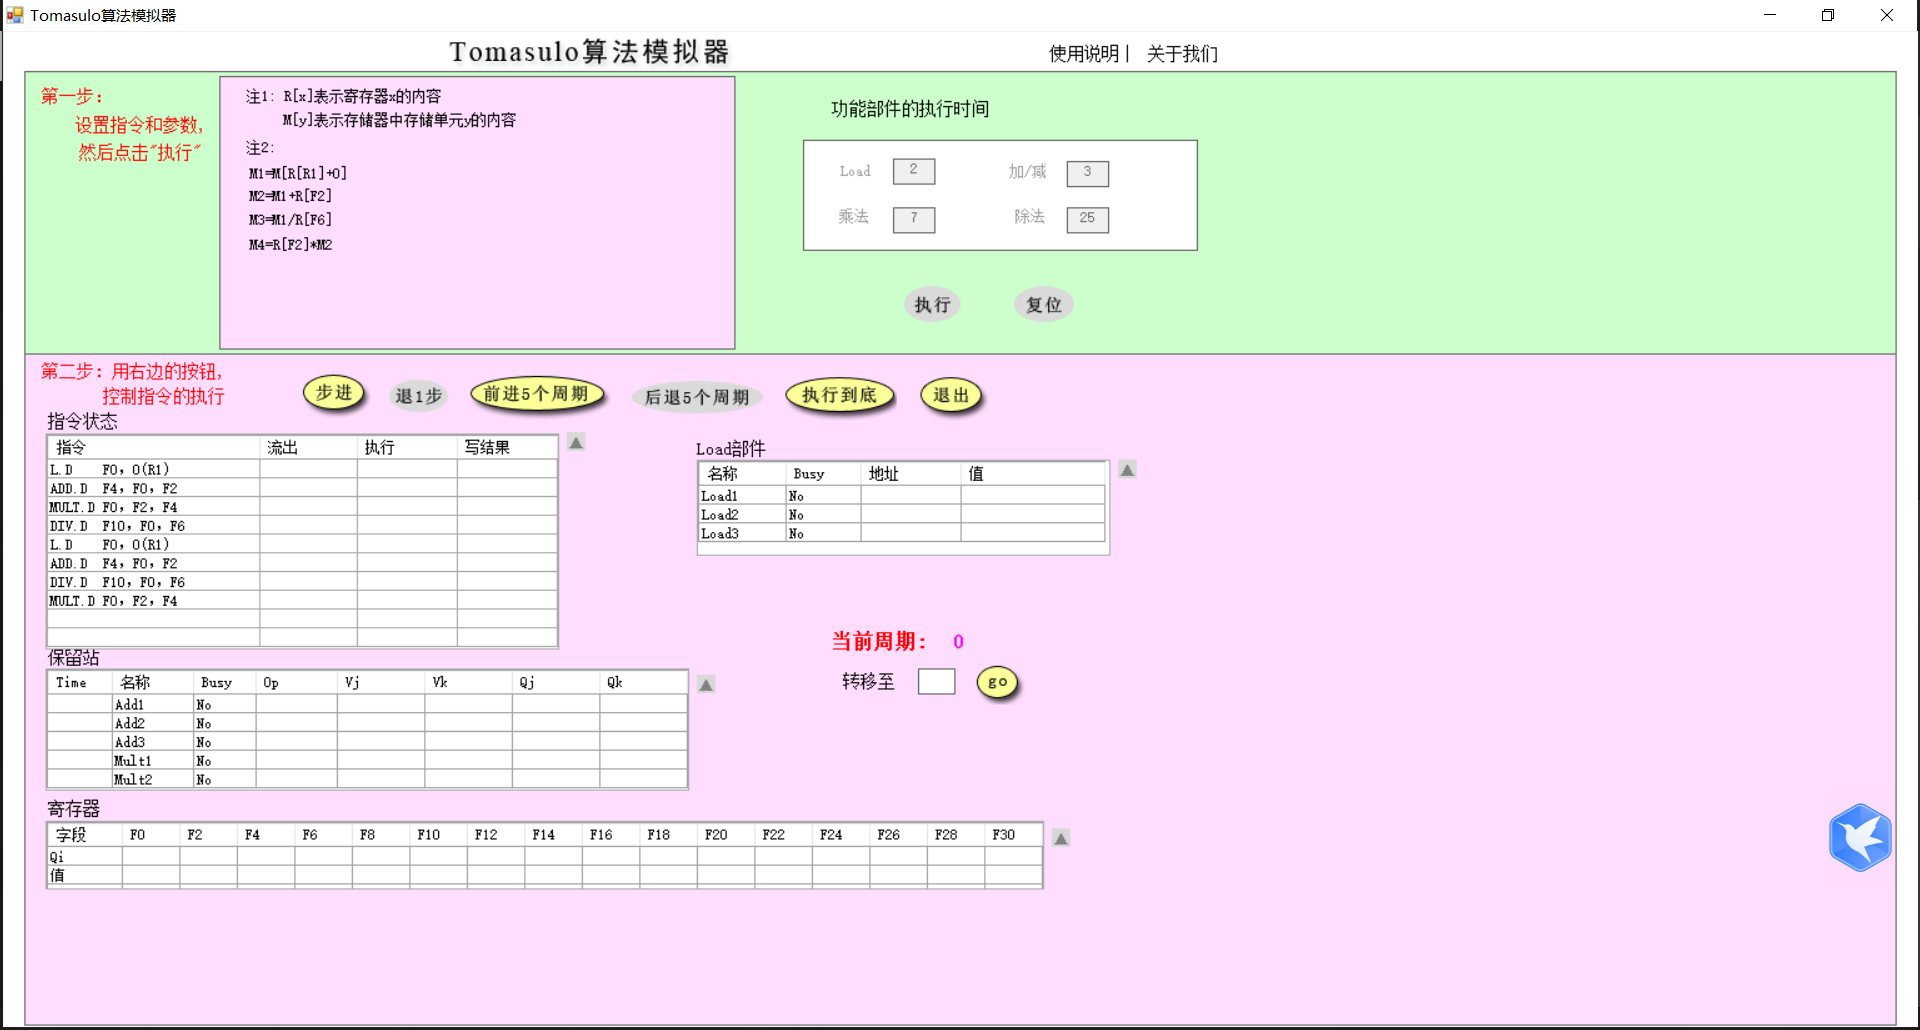 Tomasulo算法模拟器
Tomasulo算法模拟器
使用说明 | 关于我们
第一步：
设置指令和参数,
然后点击"执行"
注1: R[x]表示寄存器x的内容
M[y]表示存储器中存储单元y的内容
注2:
M1=M[R[R1]+0]
M2=M1+R[F2]
M3=M1/R[F6]
M4=R[F2]*M2
功能部件的执行时间
Load 2 加/减 3
乘法 7 除法 25
执行 复位
第二步：用右边的按钮,
控制指令的执行
步进 退1步 前进5个周期 后退5个周期 执行到底 退出
指令状态
指令 流出 执行 写结果
L.D F0, 0(R1)
ADD.D F4, F0, F2
MULT.D F0, F2, F4
DIV.D F10, F0, F6
L.D F0, 0(R1)
ADD.D F4, F0, F2
DIV.D F10, F0, F6
MULT.D F0, F2, F4
Load部件
名称 Busy 地址 值
Load1 No
Load2 No
Load3 No
当前周期： 0
转移至 go
保留站
Time 名称 Busy Op Vj Vk Qj Qk
Add1 No
Add2 No
Add3 No
Mult1 No
Mult2 No
寄存器
字段 F0 F2 F4 F6 F8 F10 F12 F14 F16 F18 F20 F22 F24 F26 F28 F30
Qi
值